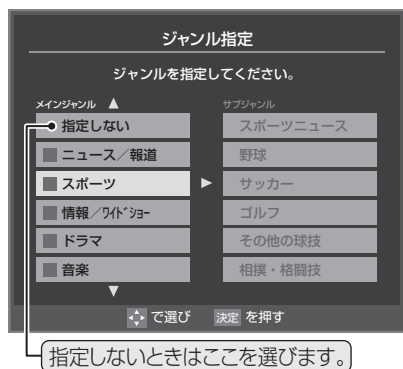 ジャンル指定
ジャンルを指定してください。
メインジャンル ▲
サブジャンル
指定しない
スポーツニュース
ニュース／報道
野球
スポーツ ▶
サッカー
情報／ワイドショー
ゴルフ
ドラマ
その他の球技
音楽
相撲・格闘技
▼
で選び 決定 を押す
指定しないときはここを選びます。